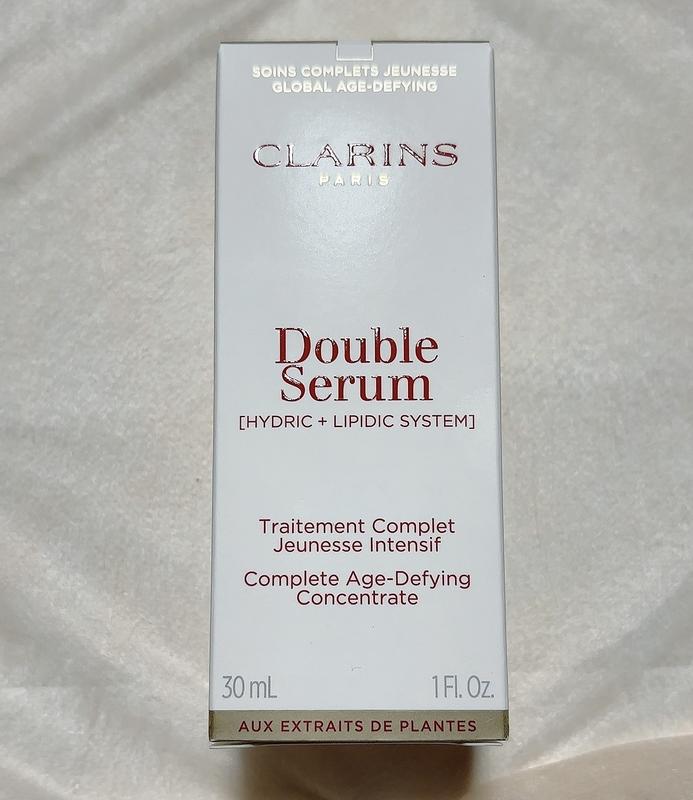 SOINS COMPLETS JEUNESSE
GLOBAL AGE-DEFYING
CLARINS
PARIS
Double
Serum
[HYDRIC + LIPIDIC SYSTEM]
Traitement Complet
Jeunesse Intensif
Complete Age-Defying
Concentrate
30 mL 1 Fl. Oz.
AUX EXTRAITS DE PLANTES